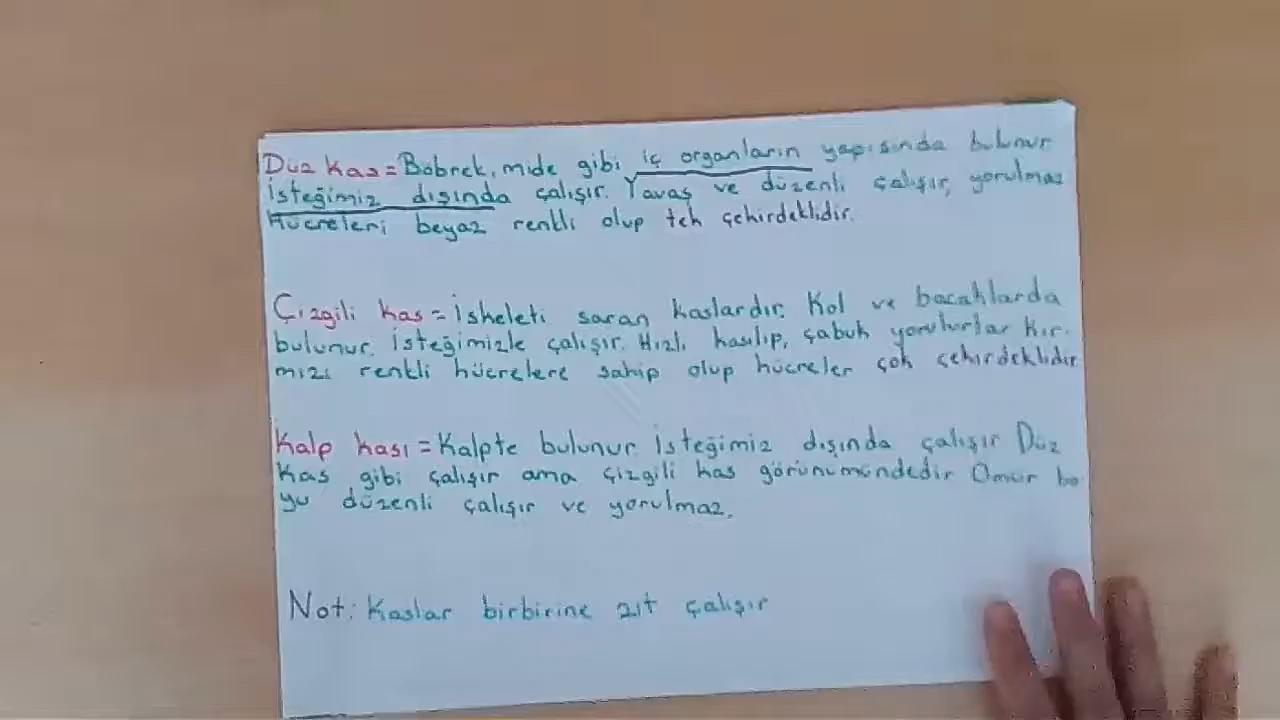 Düz kas = Böbrek, mide gibi iç organların yapısında bulunur
İsteğimiz dışında çalışır. Yavaş ve düzenli çalışır, yorulmaz
Hücreleri beyaz renkli olup tek çekirdeklidir.
Çizgili kas = İskeleti saran kaslardır. Kol ve bacaklarda
bulunur. İsteğimizle çalışır. Hızlı kasılıp, çabuk yorulurlar Kır-
mızı renkli hücrelere sahip olup hücreler çok çekirdeklidir
Kalp kası = Kalpte bulunur İsteğimiz dışında çalışır Düz
kas gibi çalışır ama çizgili kas görünümündedir Ömür bo
yu düzenli çalışır ve yorulmaz.
Not: Kaslar birbirine zıt çalışır